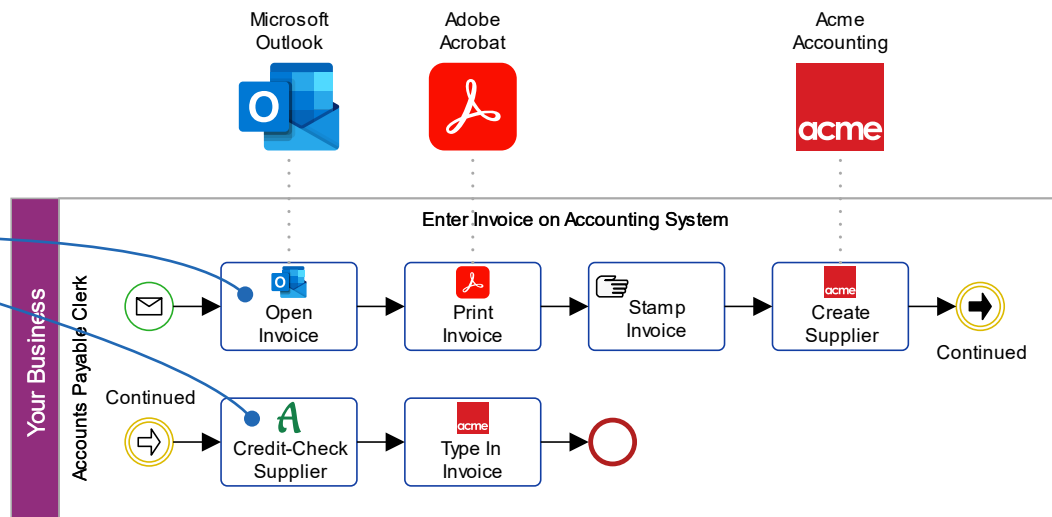 Microsoft
Outlook
Adobe
Acrobat
Acme
Accounting
O
acme
Enter Invoice on Accounting System
Your Business
Accounts Payable Clerk
O
Open
Invoice
Print
Invoice
Stamp
Invoice
acme
Create
Supplier
Continued
Continued
A
Credit-Check
Supplier
acme
Type In
Invoice